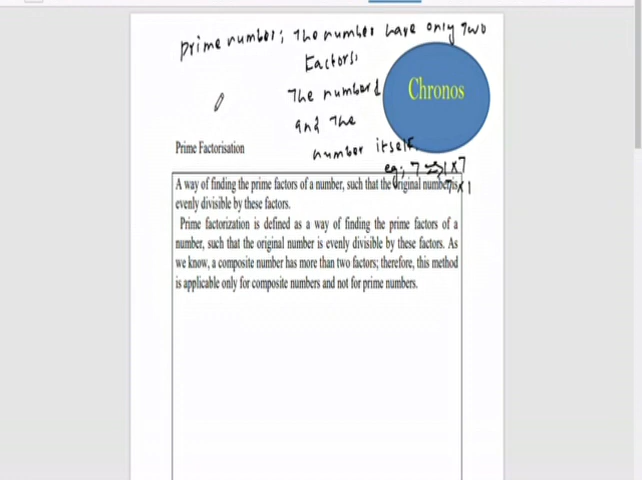 Prime number; The number have only two
Factors.
The number 1
and the
number itself.
eg; 7 ⇒ 1 x 7
7 x 1
Chronos
Prime Factorisation
A way of finding the prime factors of a number, such that the original number is
evenly divisible by these factors.
Prime factorization is defined as a way of finding the prime factors of a
number, such that the original number is evenly divisible by these factors. As
we know, a composite number has more than two factors; therefore, this method
is applicable only for composite numbers and not for prime numbers.